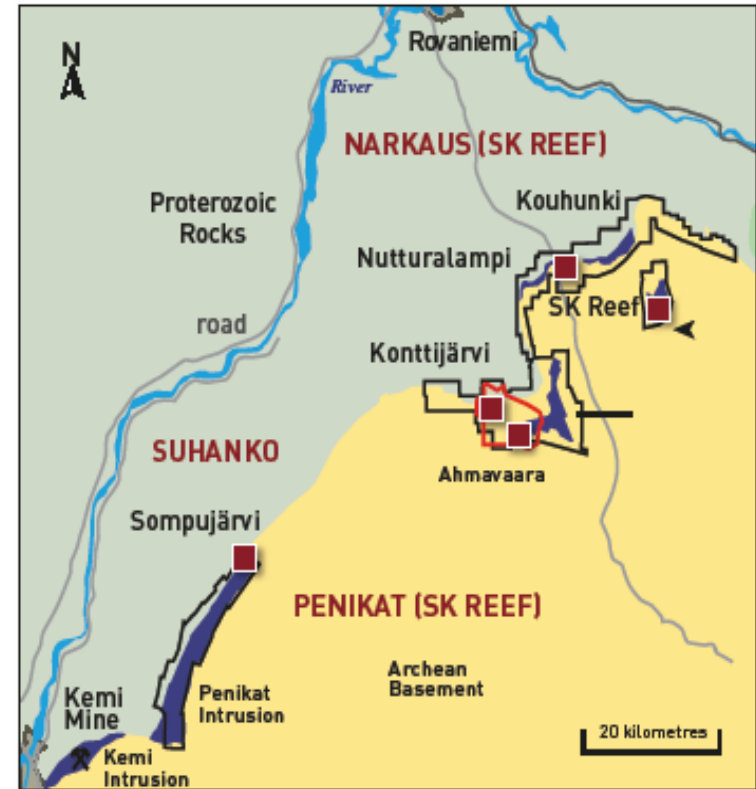 Rovaniemi
N
River
NARKAUS (SK REEF)
Kouhunki
Proterozoic
Rocks
Nutturalampi
SK Reef
road
Konttijärvi
SUHANKO
Ahmavaara
Sompujärvi
PENIKAT (SK REEF)
Archean
Basement
Penikat
Intrusion
Kemi
Mine
20 kilometres
Kemi
Intrusion